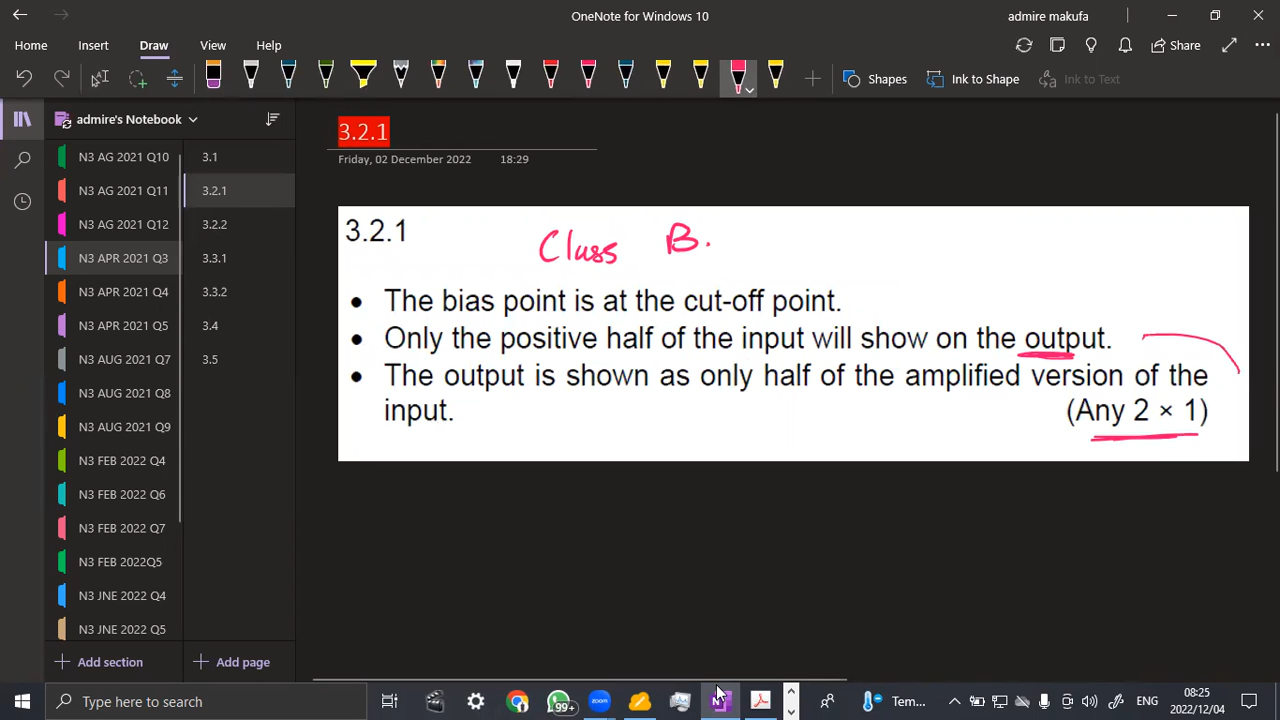 OneNote for Windows 10
admire makufa
Home Insert Draw View Help
Share
Shapes Ink to Shape Ink to Text
admire's Notebook
N3 AG 2021 Q10
N3 AG 2021 Q11
N3 AG 2021 Q12
N3 APR 2021 Q3
N3 APR 2021 Q4
N3 APR 2021 Q5
N3 AUG 2021 Q7
N3 AUG 2021 Q8
N3 AUG 2021 Q9
N3 FEB 2022 Q4
N3 FEB 2022 Q6
N3 FEB 2022 Q7
N3 FEB 2022Q5
N3 JNE 2022 Q4
N3 JNE 2022 Q5
Add section
3.1
3.2.1
3.2.2
3.3.1
3.3.2
3.4
3.5
Add page
3.2.1
Friday, 02 December 2022 18:29
3.2.1
Class B.
• The bias point is at the cut-off point.
• Only the positive half of the input will show on the output.
• The output is shown as only half of the amplified version of the
input. (Any 2 × 1)
Type here to search
99+
zoom
Tem...
ENG
08:25
2022/12/04